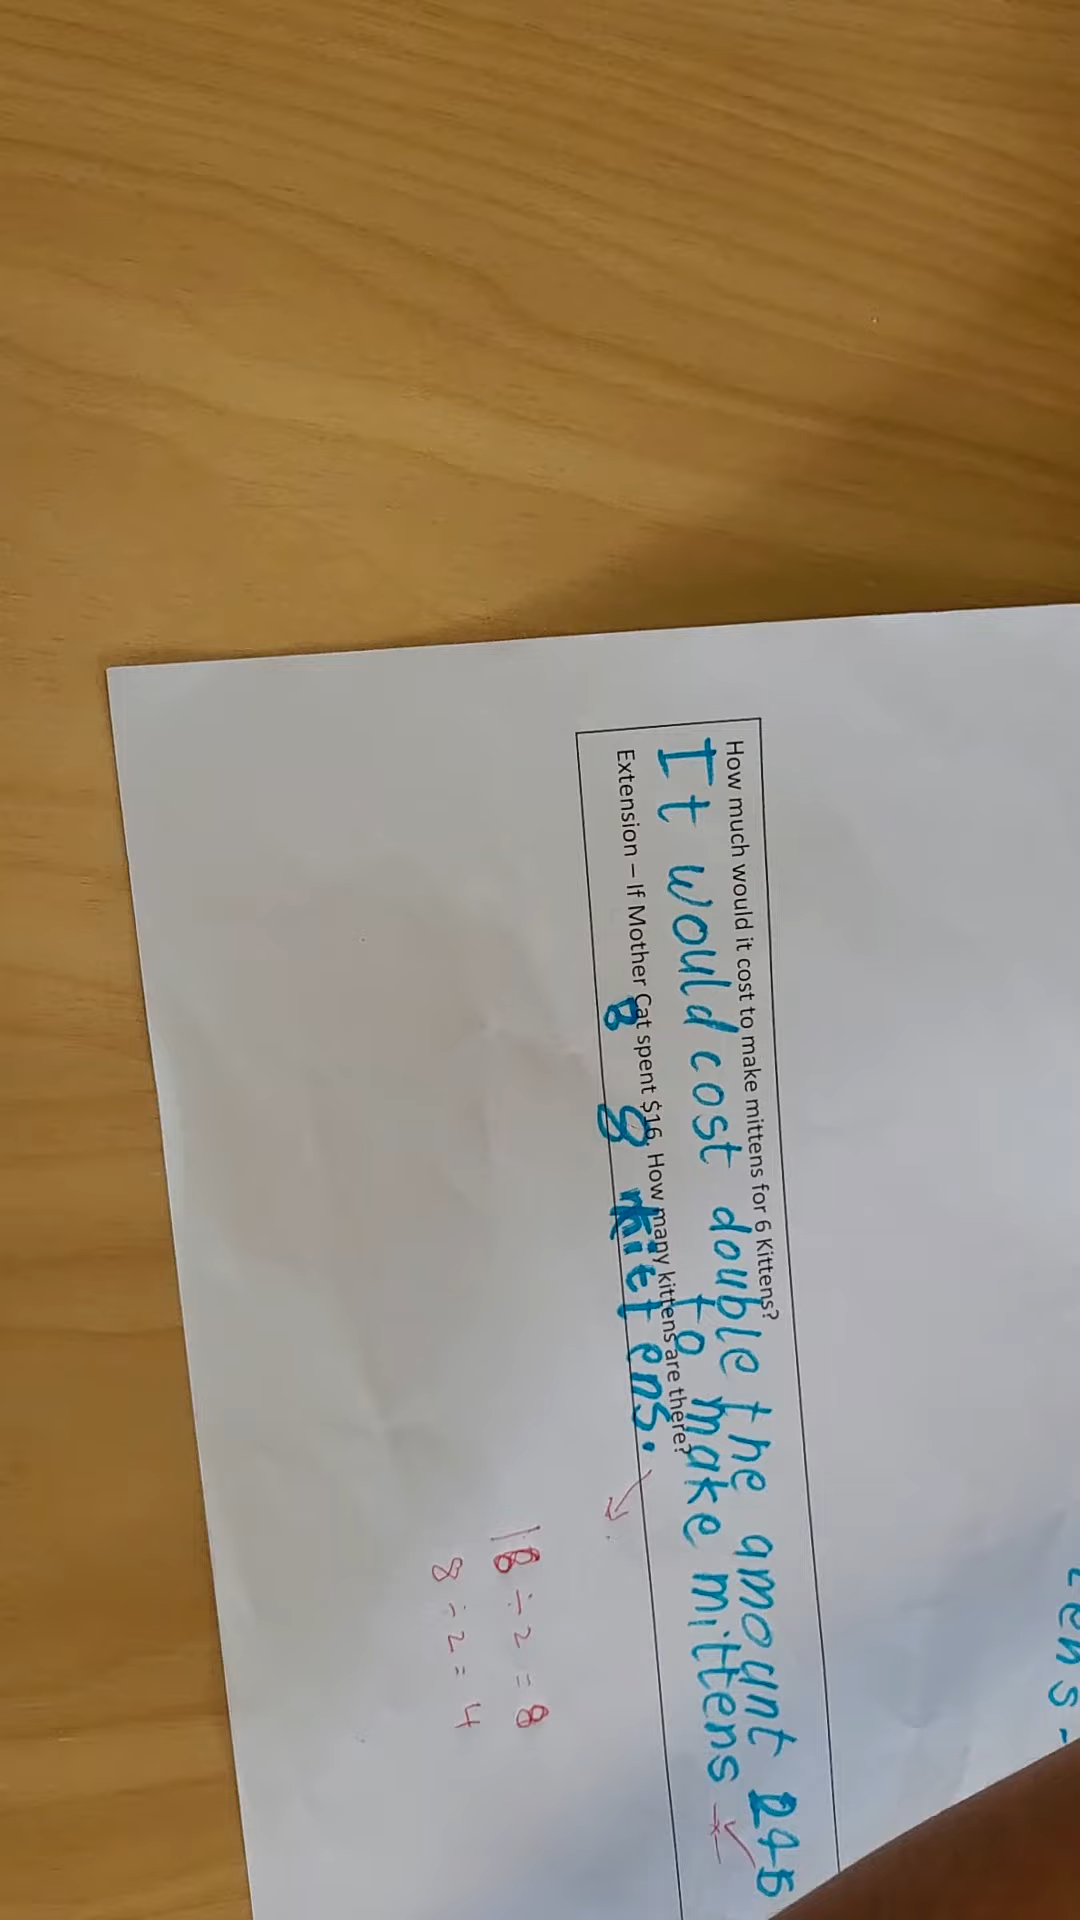 How much would it cost to make mittens for 6 Kittens?
It would cost double the amount
to make mittens
Extension – If Mother Cat spent $16. How many kittens are there?
8 kittens.
÷ 2 = 8
8 ÷ 2 = 4